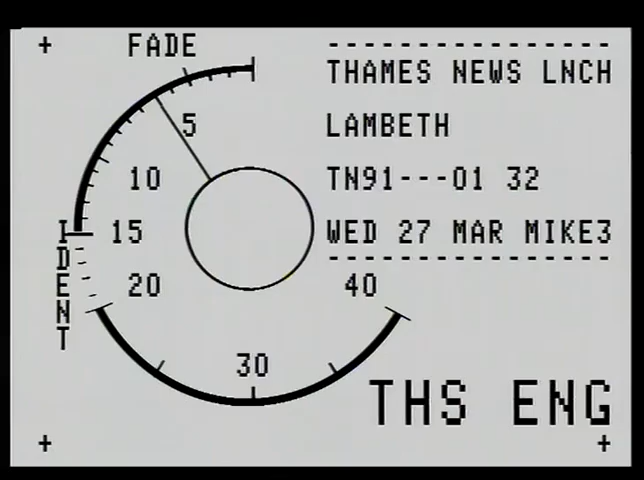 FADE
THAMES NEWS LNCH
LAMBETH
TN91---01 32
WED 27 MAR MIKE3
5
10
15
20
30
40
IDENT
THS ENG